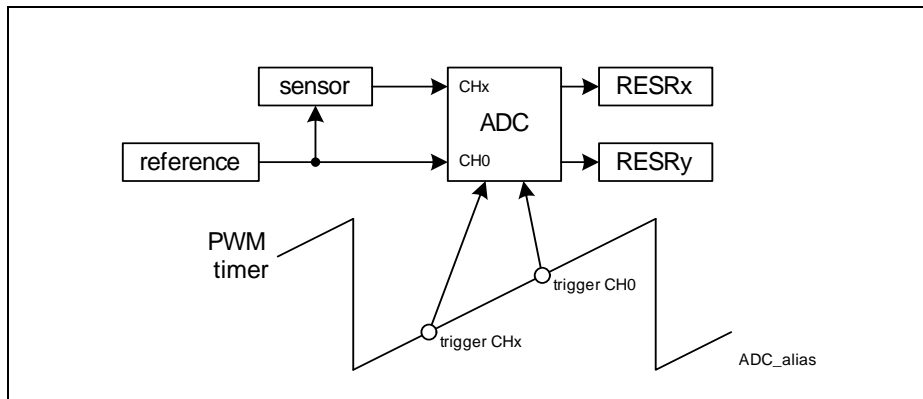 sensor
CHx
RESRx
ADC
reference
CH0
RESRy
PWM
timer
trigger CH0
trigger CHx
ADC_alias